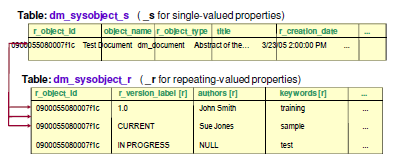 Table: dm_sysobject_s ( _s for single-valued properties)
r_object_id object_name r_object_type title r_creation_date ...
0900055080007f1c Test Document dm_document Abstract of the... 3/23/05 2:00:00 PM ...
Table: dm_sysobject_r ( _r for repeating-valued properties)
r_object_id r_version_label [r] authors [r] keywords [r] ...
0900055080007f1c 1.0 John Smith training ...
0900055080007f1c CURRENT Sue Jones sample ...
0900055080007f1c IN PROGRESS NULL test ...